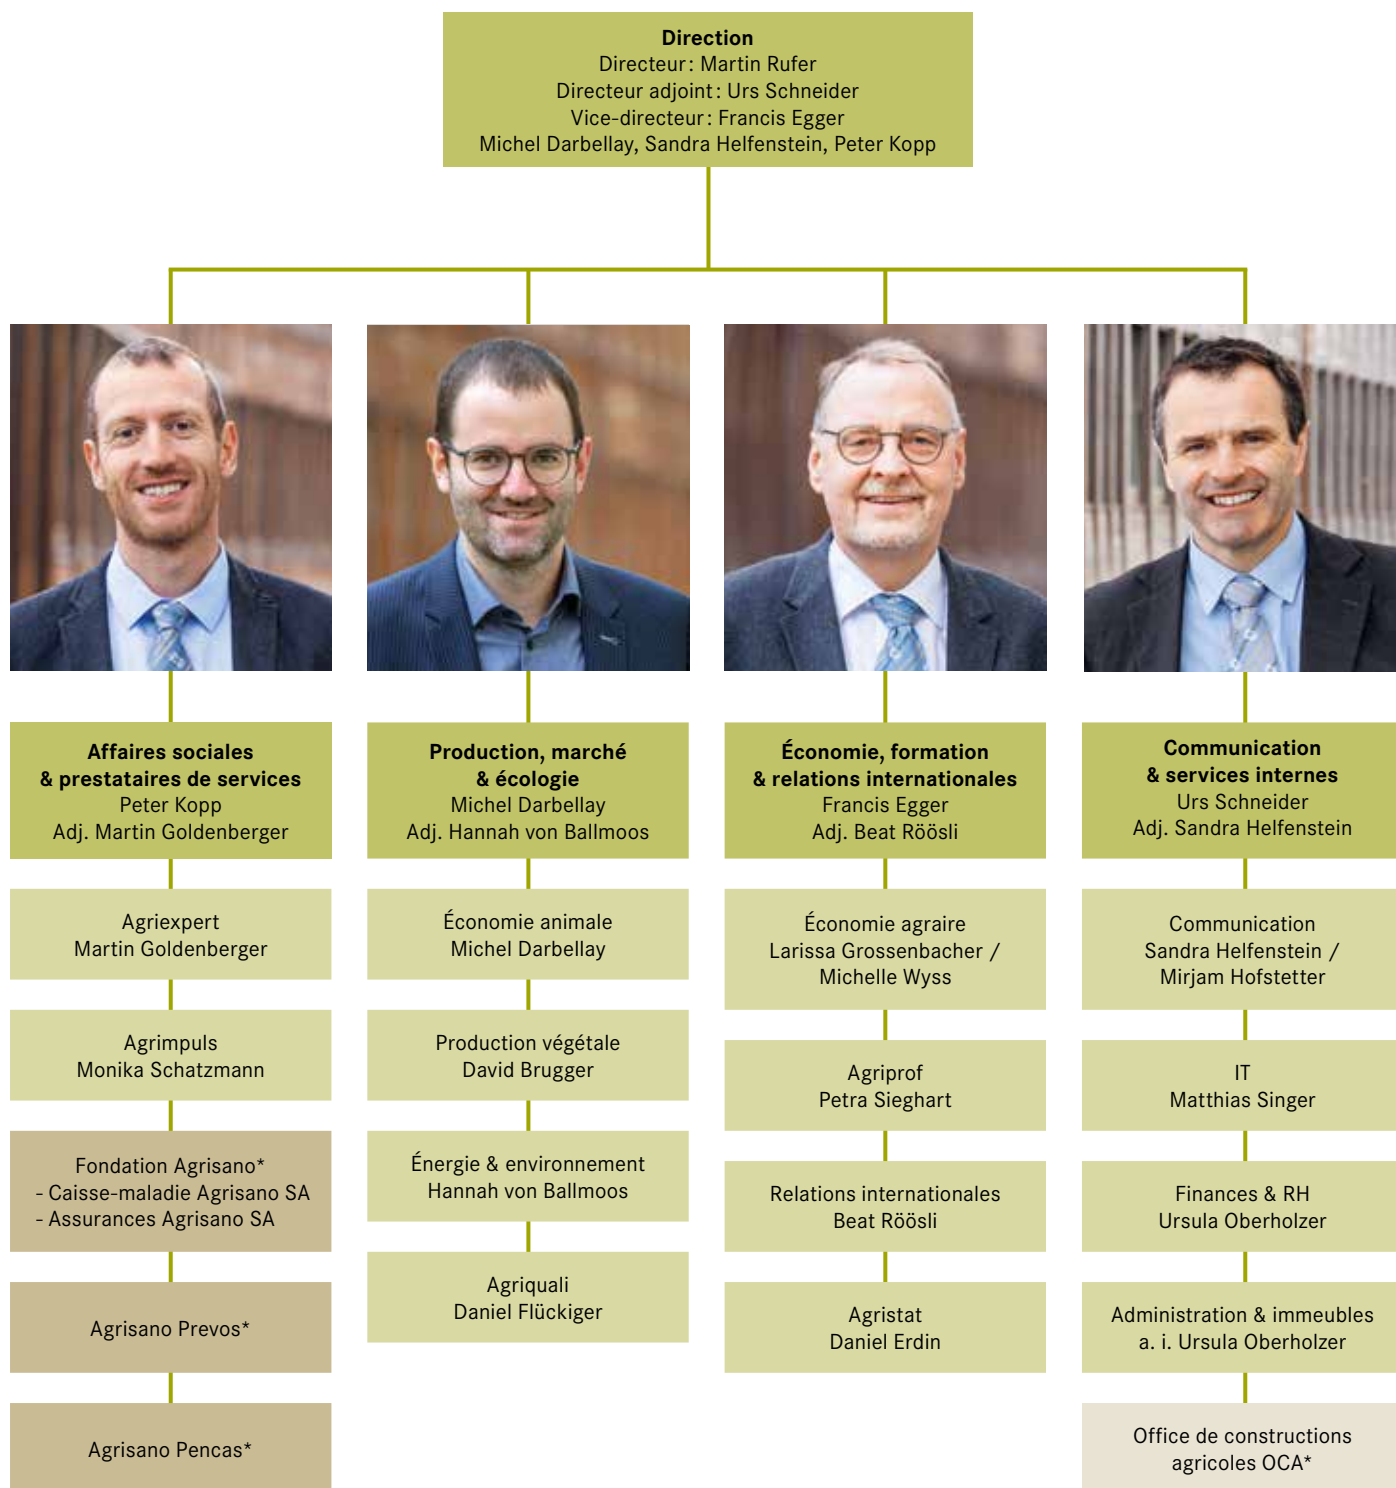 Direction
Directeur: Martin Rufer
Directeur adjoint: Urs Schneider
Vice-directeur: Francis Egger
Michel Darbellay, Sandra Helfenstein, Peter Kopp
Affaires sociales
& prestataires de services
Peter Kopp
Adj. Martin Goldenberger
Agriexpert
Martin Goldenberger
Agrimpuls
Monika Schatzmann
Fondation Agrisano*
- Caisse-maladie Agrisano SA
- Assurances Agrisano SA
Agrisano Prevos*
Agrisano Pencas*
Production, marché
& écologie
Michel Darbellay
Adj. Hannah von Ballmoos
Économie animale
Michel Darbellay
Production végétale
David Brugger
Énergie & environnement
Hannah von Ballmoos
Agriquali
Daniel Flückiger
Économie, formation
& relations internationales
Francis Egger
Adj. Beat Röösli
Économie agraire
Larissa Grossenbacher /
Michelle Wyss
Agriprof
Petra Sieghart
Relations internationales
Beat Röösli
Agristat
Daniel Erdin
Communication
& services internes
Urs Schneider
Adj. Sandra Helfenstein
Communication
Sandra Helfenstein /
Mirjam Hofstetter
IT
Matthias Singer
Finances & RH
Ursula Oberholzer
Administration & immeubles
a. i. Ursula Oberholzer
Office de constructions
agricoles OCA*